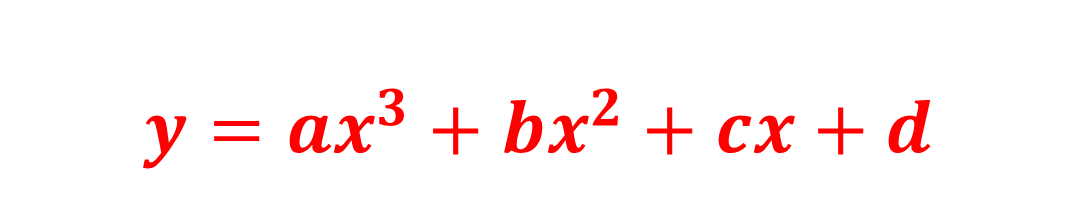 y = ax³ + bx² + cx + d